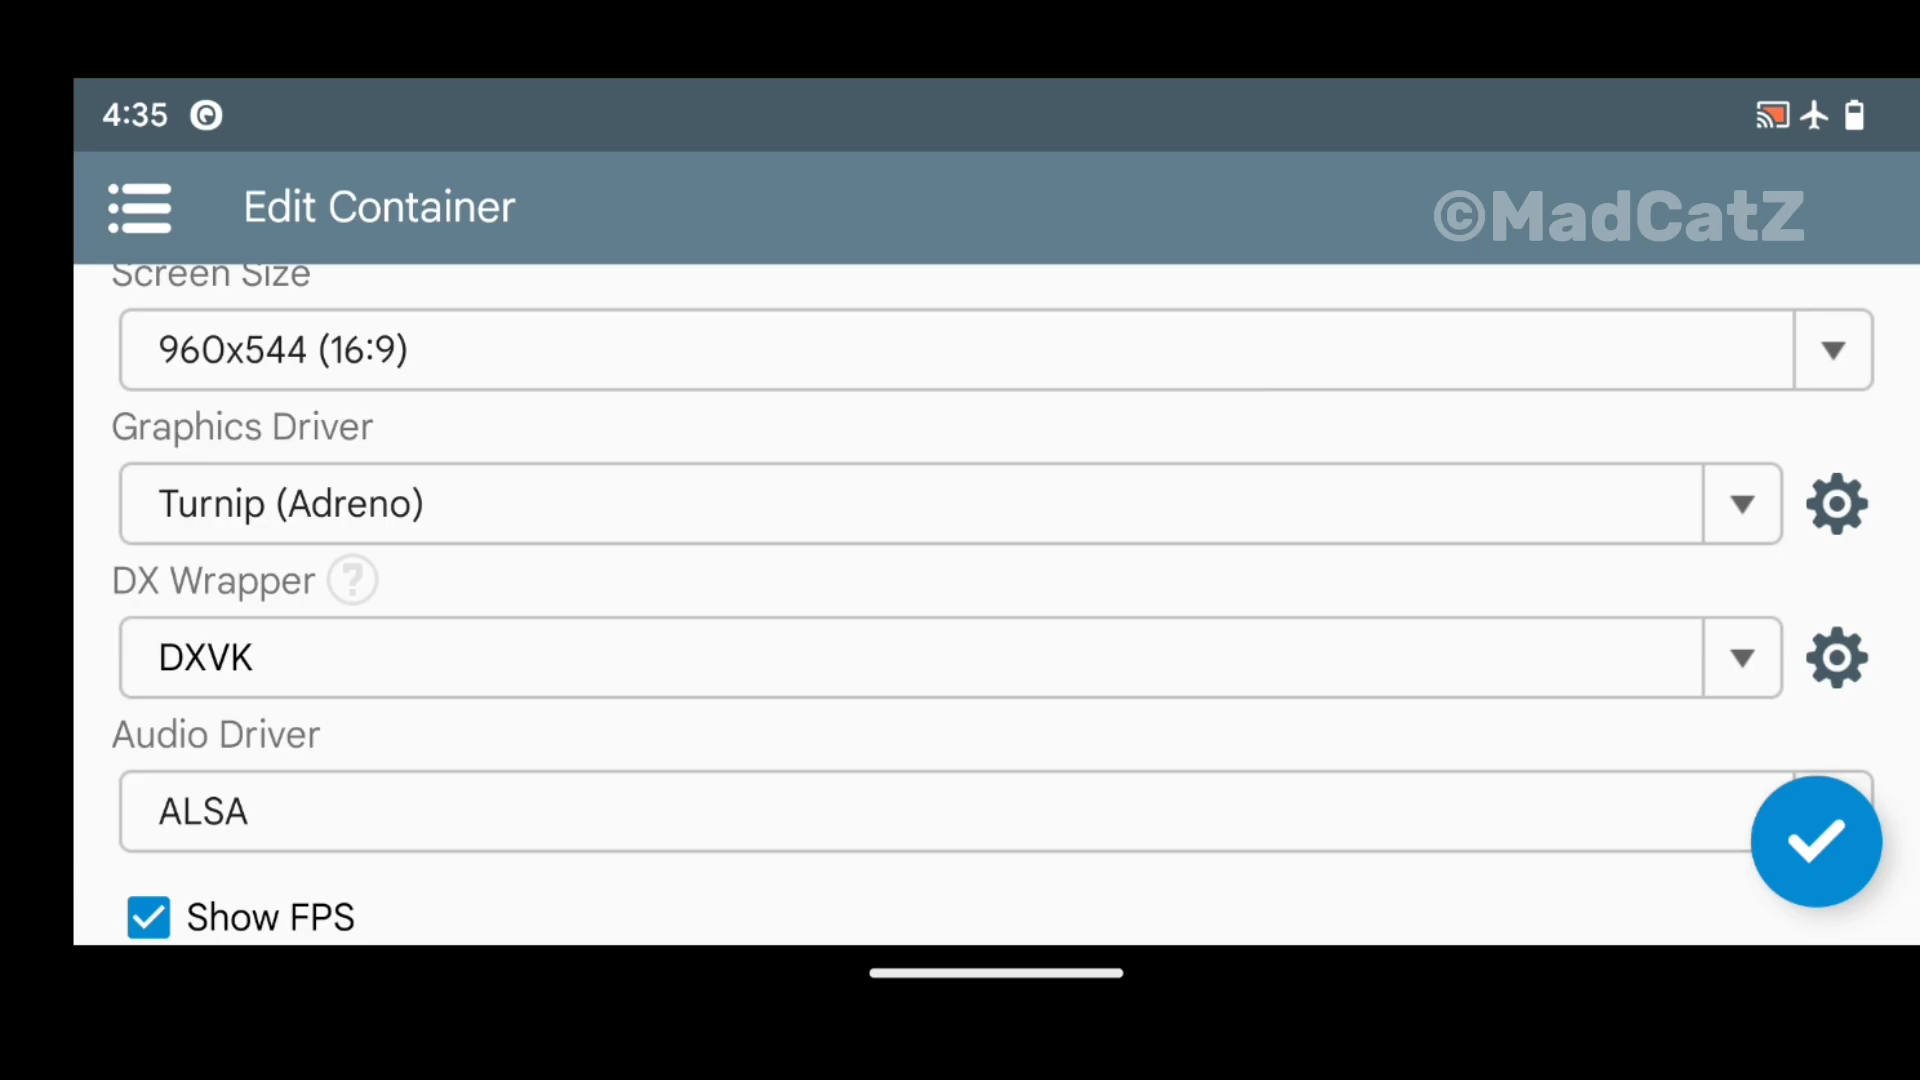 4:35
Edit Container
©MadCatZ
Screen Size
960x544 (16:9)
Graphics Driver
Turnip (Adreno)
DX Wrapper ?
DXVK
Audio Driver
ALSA
Show FPS